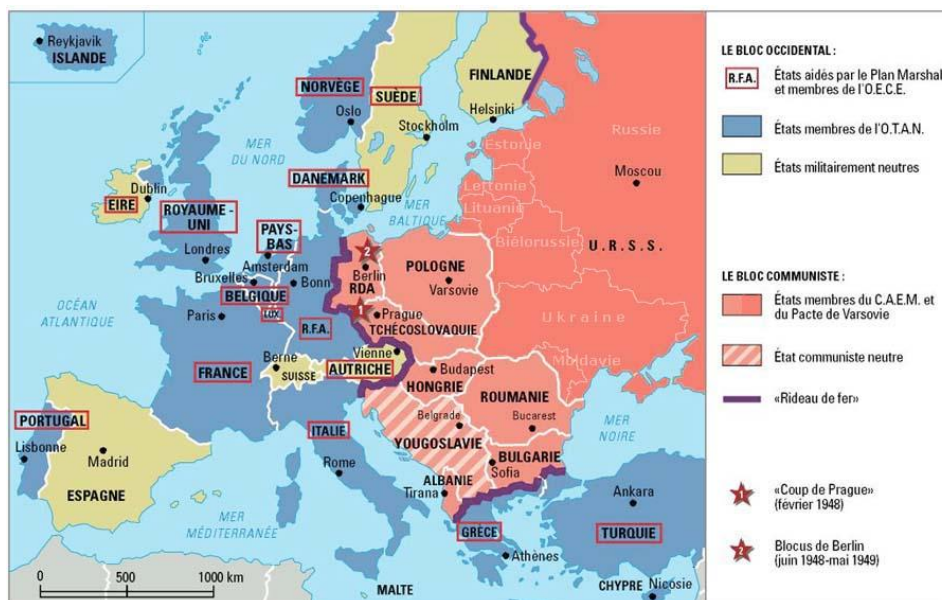 Reykjavik
ISLANDE
NORVÈGE
Oslo
SUÈDE
Stockholm
FINLANDE
Helsinki
MER
DU NORD
Estonie
Lettonie
Lituanie
Biélorussie
Russie
Moscou
U.R.S.S.
Ukraine
Moldavie
DANEMARK
Copenhague
MER
BALTIQUE
Dublin
EIRE
ROYAUME-
UNI
Londres
PAYS-
BAS
Amsterdam
Bruxelles
BELGIQUE
LUX.
Bonn
R.F.A.
2
Berlin
RDA
POLOGNE
Varsovie
1
Prague
TCHÉCOSLOVAQUIE
OCÉAN
ATLANTIQUE
Paris
FRANCE
Berne
SUISSE
Vienne
AUTRICHE
Budapest
HONGRIE
ROUMANIE
Bucarest
Belgrade
YOUGOSLAVIE
BULGARIE
Sofia
MER
NOIRE
PORTUGAL
Lisbonne
Madrid
ESPAGNE
ITALIE
Rome
ALBANIE
Tirana
GRÈCE
Athènes
Ankara
TURQUIE
MER
MÉDITERRANÉE
MALTE
CHYPRE
Nicosie
0 500 1000 km
LE BLOC OCCIDENTAL :
R.F.A.
États aidés par le Plan Marshal
et membres de l'O.E.C.E.
États membres de l'O.T.A.N.
États militairement neutres
LE BLOC COMMUNISTE :
États membres du C.A.E.M. et
du Pacte de Varsovie
État communiste neutre
«Rideau de fer»
1
«Coup de Prague»
(février 1948)
2
Blocus de Berlin
(juin 1948-mai 1949)